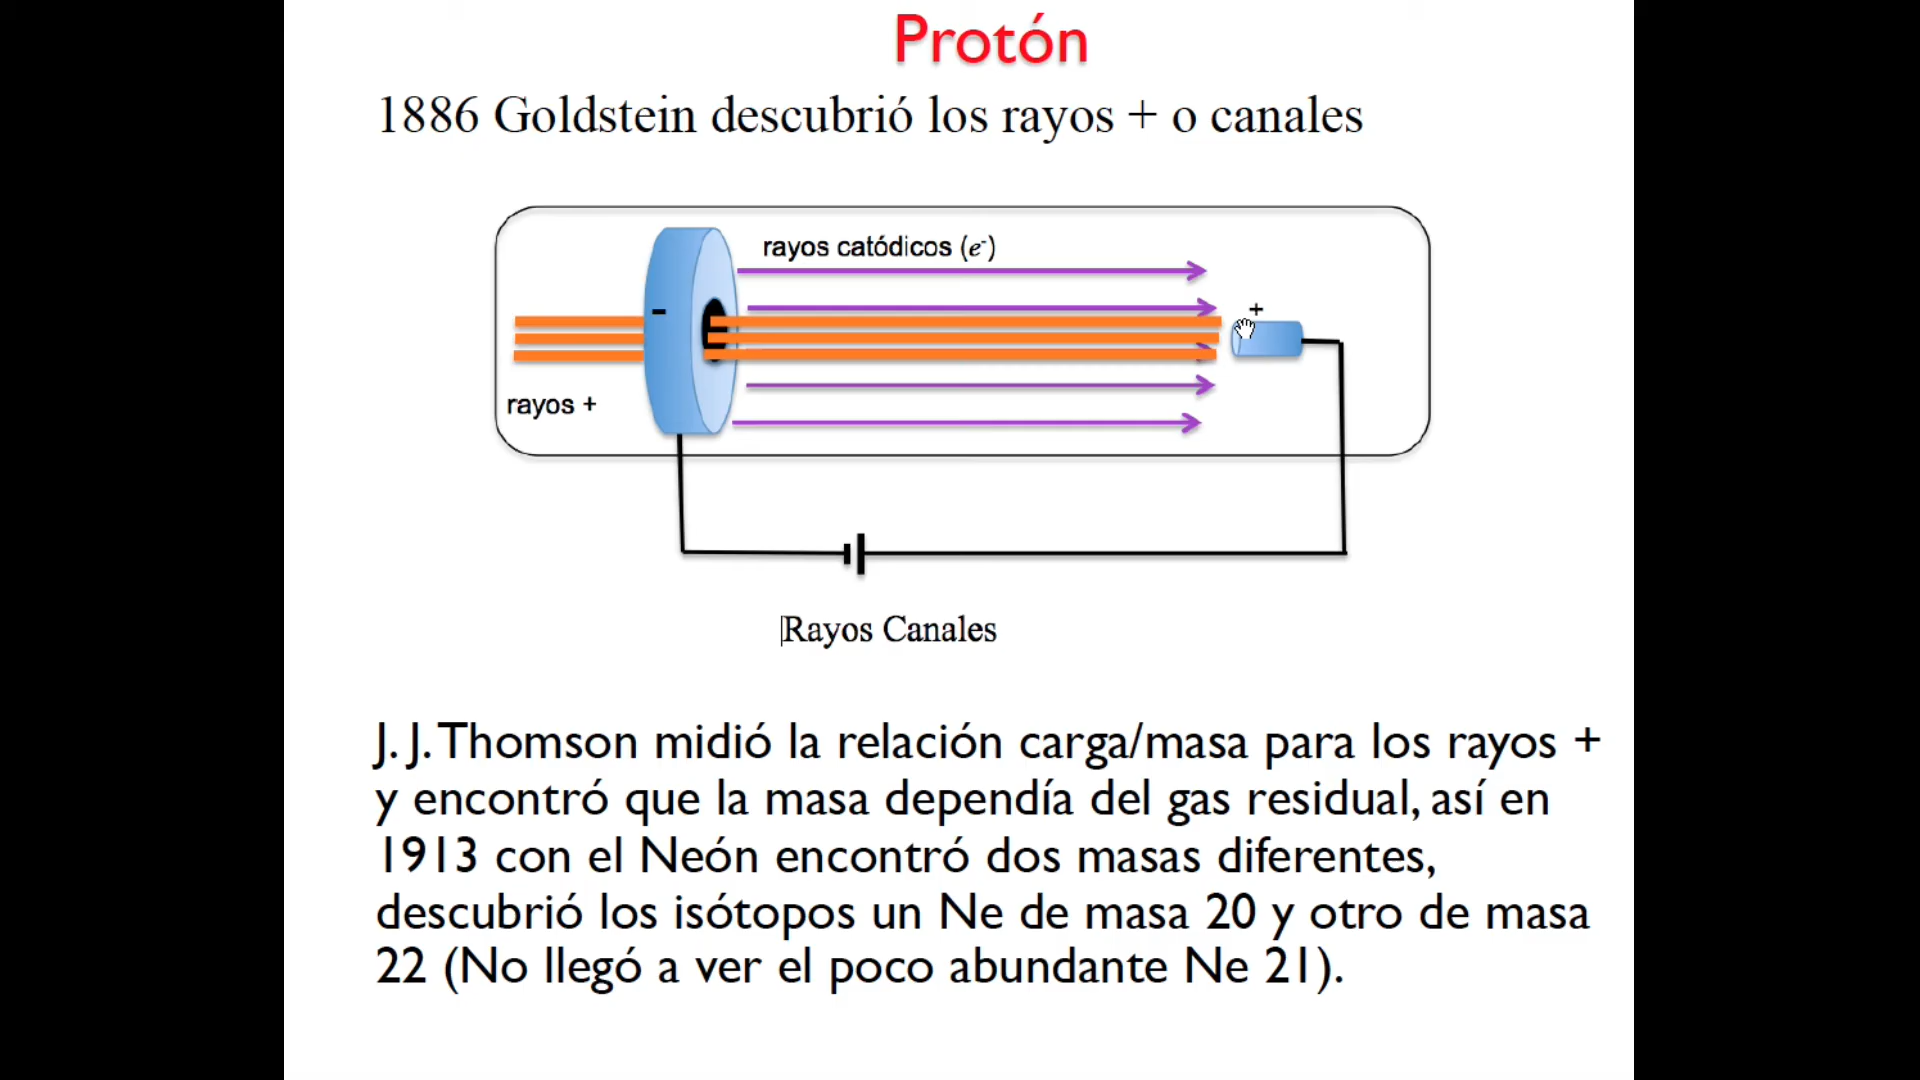 Protón
1886 Goldstein descubrió los rayos + o canales
rayos catódicos (e-)
-
+
rayos +
Rayos Canales
J. J. Thomson midió la relación carga/masa para los rayos +
y encontró que la masa dependía del gas residual, así en
1913 con el Neón encontró dos masas diferentes,
descubrió los isótopos un Ne de masa 20 y otro de masa
22 (No llegó a ver el poco abundante Ne 21).